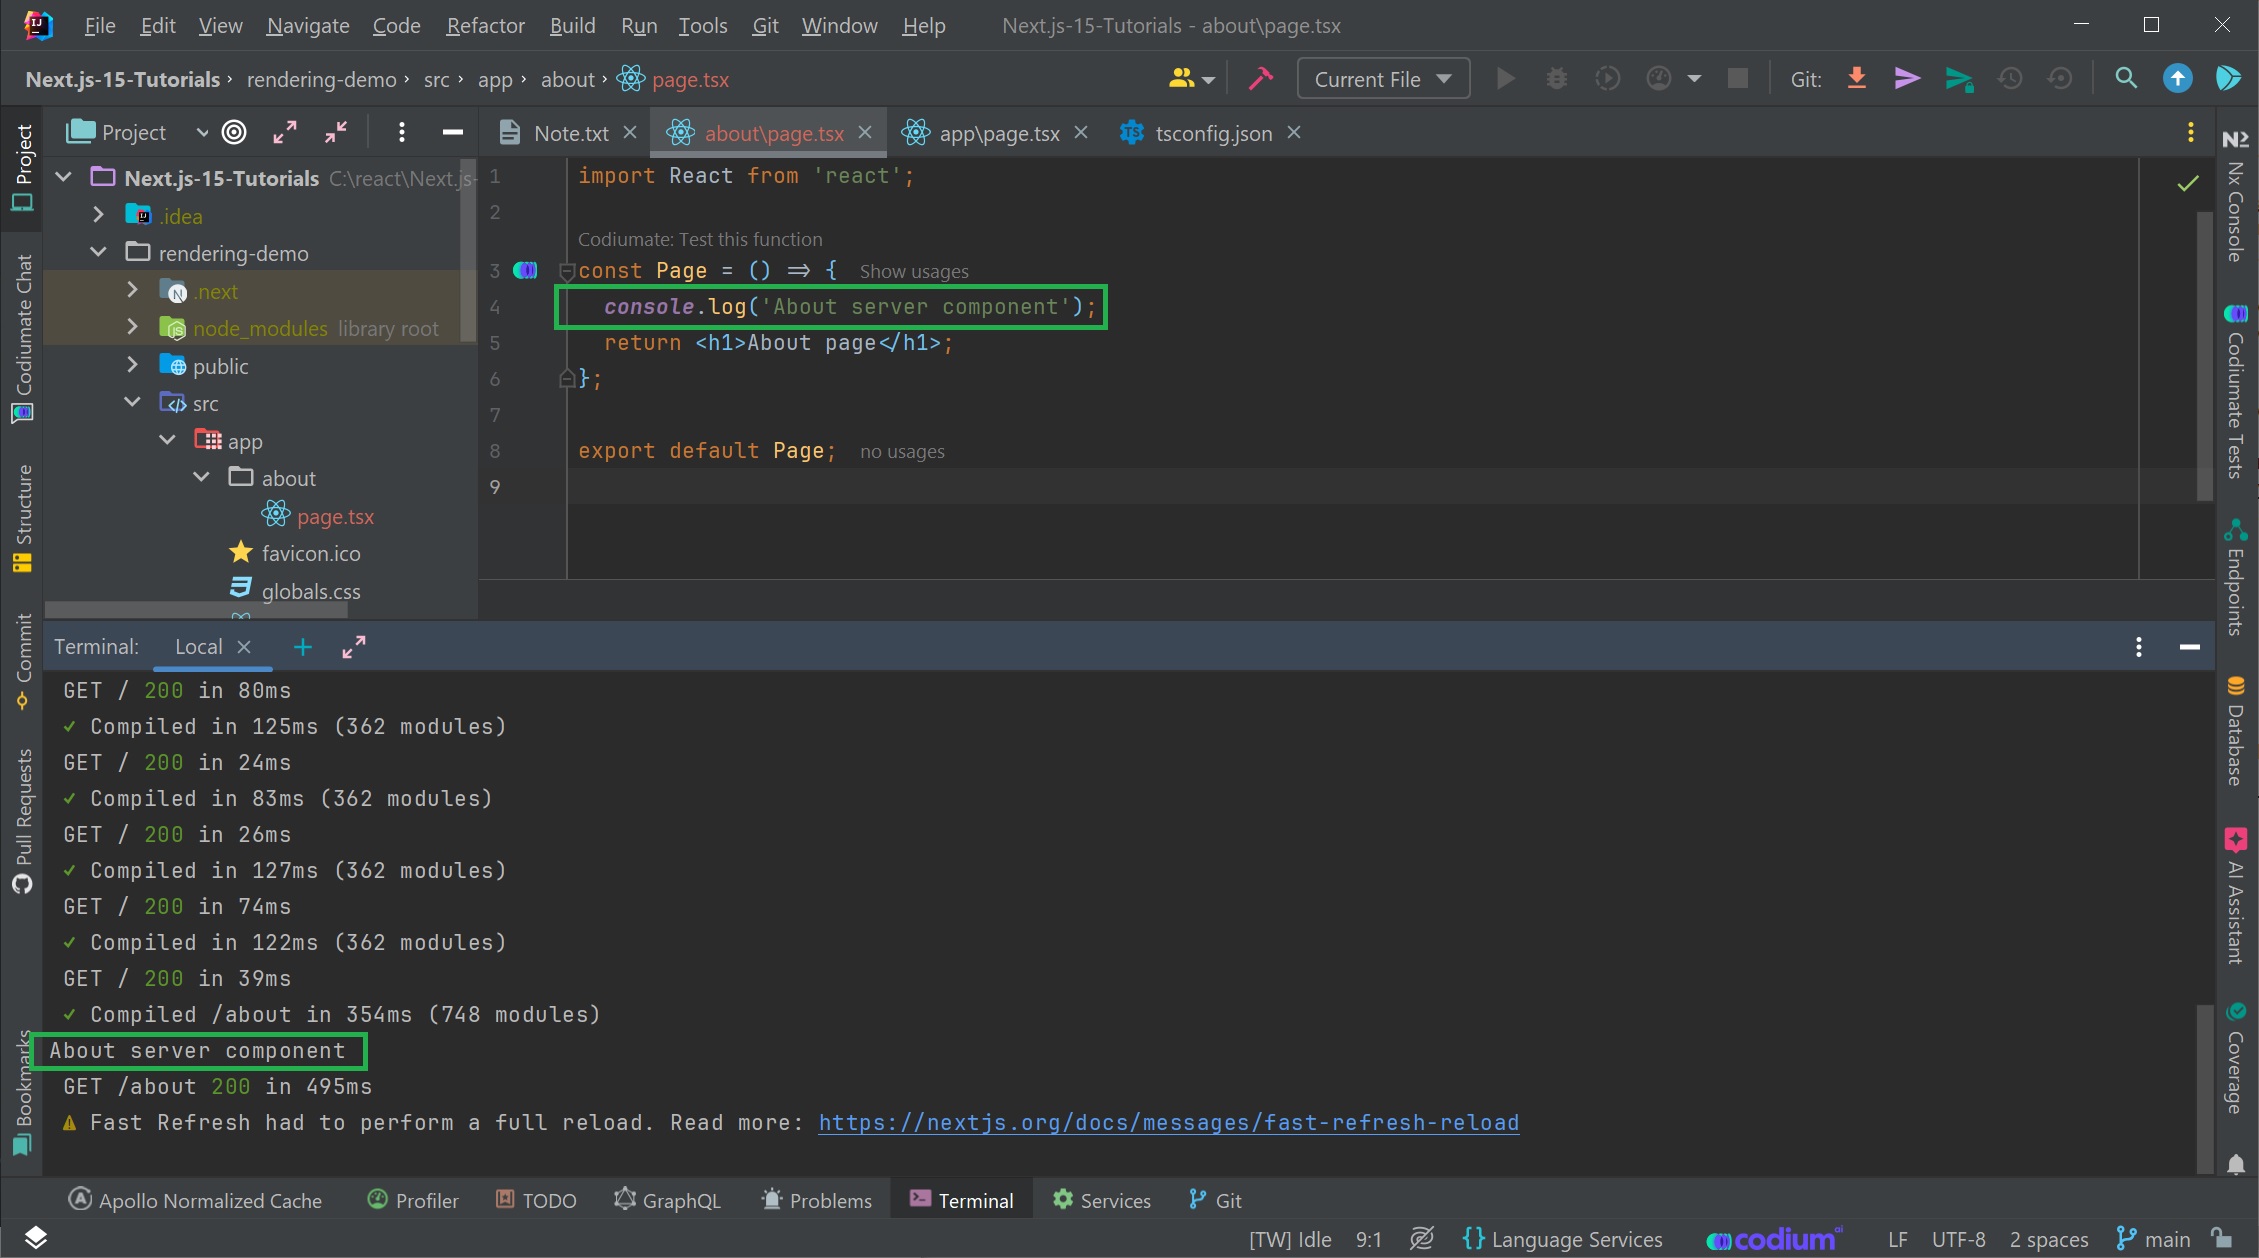 File Edit View Navigate Code Refactor Build Run Tools Git Window Help Next.js-15-Tutorials - about\page.tsx
Next.js-15-Tutorials › rendering-demo › src › app › about › page.tsx Current File Git:
Project Note.txt about\page.tsx app\page.tsx tsconfig.json
Next.js-15-Tutorials C:\react\Next.js-
.idea
rendering-demo
.next
node_modules library root
public
src
app
about
page.tsx
favicon.ico
globals.css
1 import React from 'react';
2
Codiumate: Test this function
3 const Page = () => { Show usages
4 console.log('About server component');
5 return <h1>About page</h1>;
6 };
7
8 export default Page; no usages
9
Terminal: Local
GET / 200 in 80ms
✓ Compiled in 125ms (362 modules)
GET / 200 in 24ms
✓ Compiled in 83ms (362 modules)
GET / 200 in 26ms
✓ Compiled in 127ms (362 modules)
GET / 200 in 74ms
✓ Compiled in 122ms (362 modules)
GET / 200 in 39ms
✓ Compiled /about in 354ms (748 modules)
About server component
GET /about 200 in 495ms
⚠ Fast Refresh had to perform a full reload. Read more: https://nextjs.org/docs/messages/fast-refresh-reload
Apollo Normalized Cache Profiler TODO GraphQL Problems Terminal Services Git
[TW] Idle 9:1 {} Language Services codium ai LF UTF-8 2 spaces main
Project
Codiumate Chat
Structure
Commit
Pull Requests
Bookmarks
Nx Console
Codiumate Tests
Endpoints
Database
AI Assistant
Coverage